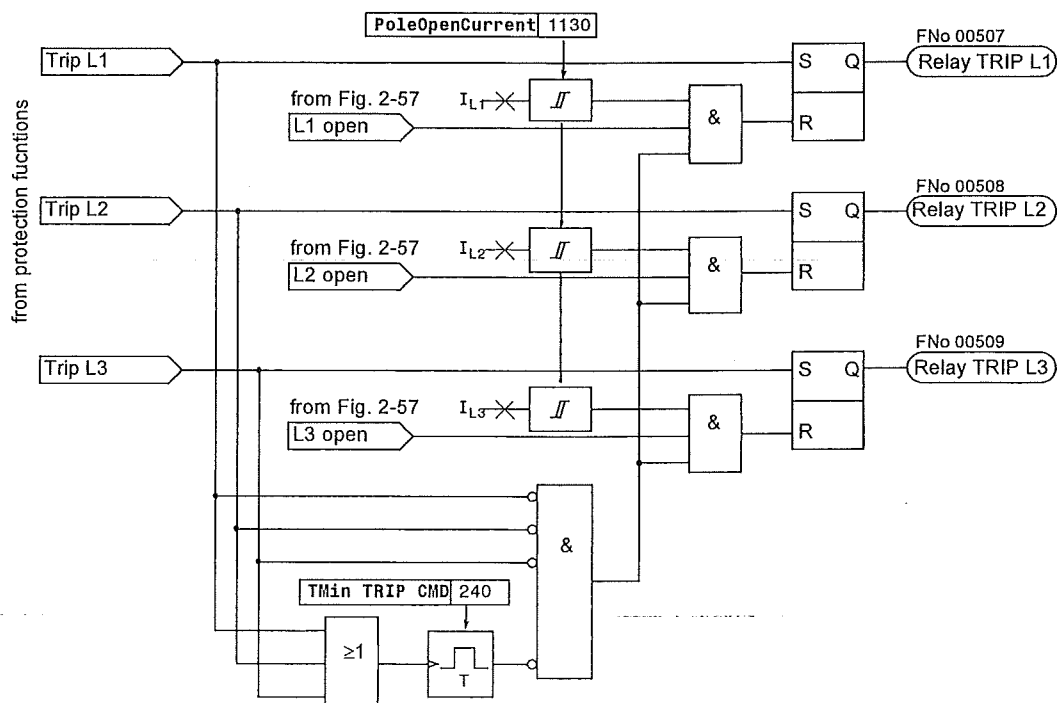 PoleOpenCurrent 1130
FNo 00507
Trip L1
S Q
Relay TRIP L1
from Fig. 2-57
IL1
L1 open
&
R
from protection fucntions
FNo 00508
Trip L2
S Q
Relay TRIP L2
from Fig. 2-57
IL2
L2 open
&
R
FNo 00509
Trip L3
S Q
Relay TRIP L3
from Fig. 2-57
IL3
L3 open
&
R
&
TMin TRIP CMD 240
≥1
T